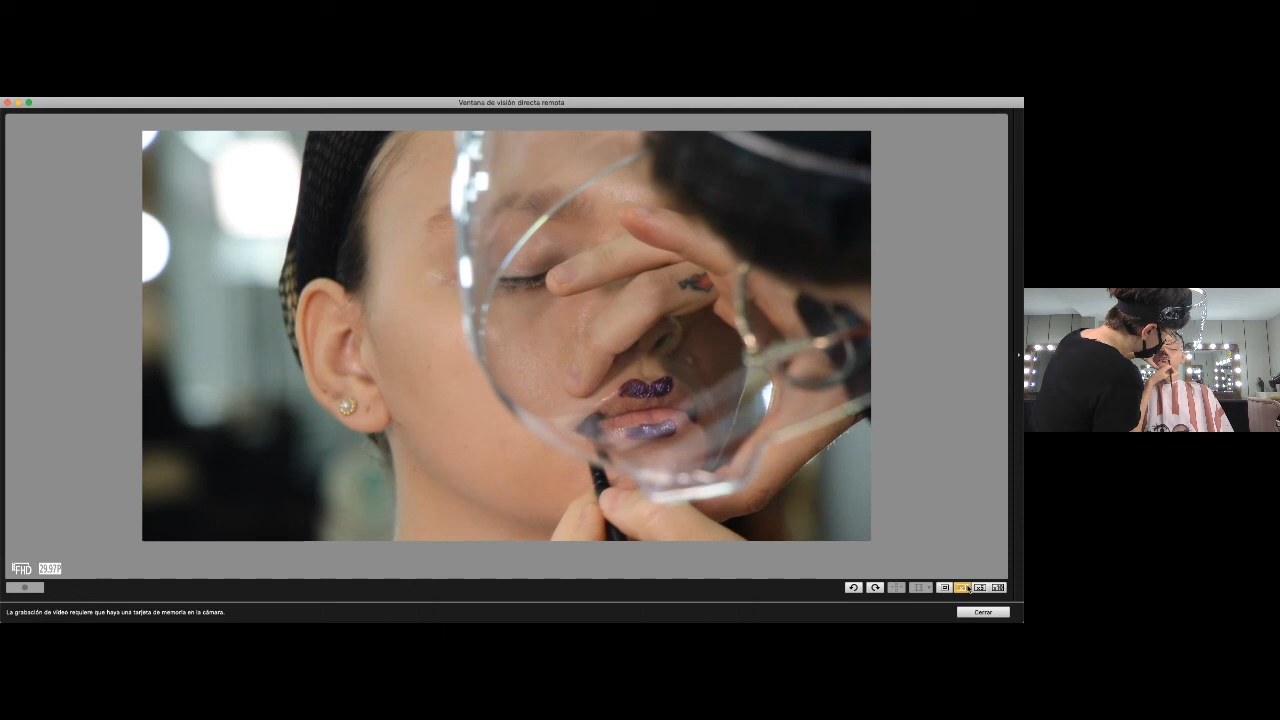 Ventana de visión directa remota
FHD 29.97P
La grabación de vídeo requiere que haya una tarjeta de memoria en la cámara.
Cerrar